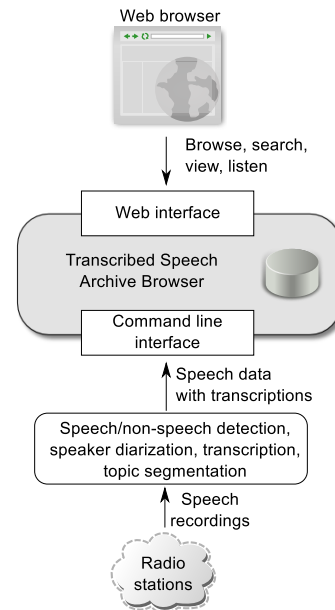 Web browser
Browse, search,
view, listen
Web interface
Transcribed Speech
Archive Browser
Command line
interface
Speech data
with transcriptions
Speech/non-speech detection,
speaker diarization, transcription,
topic segmentation
Speech
recordings
Radio
stations